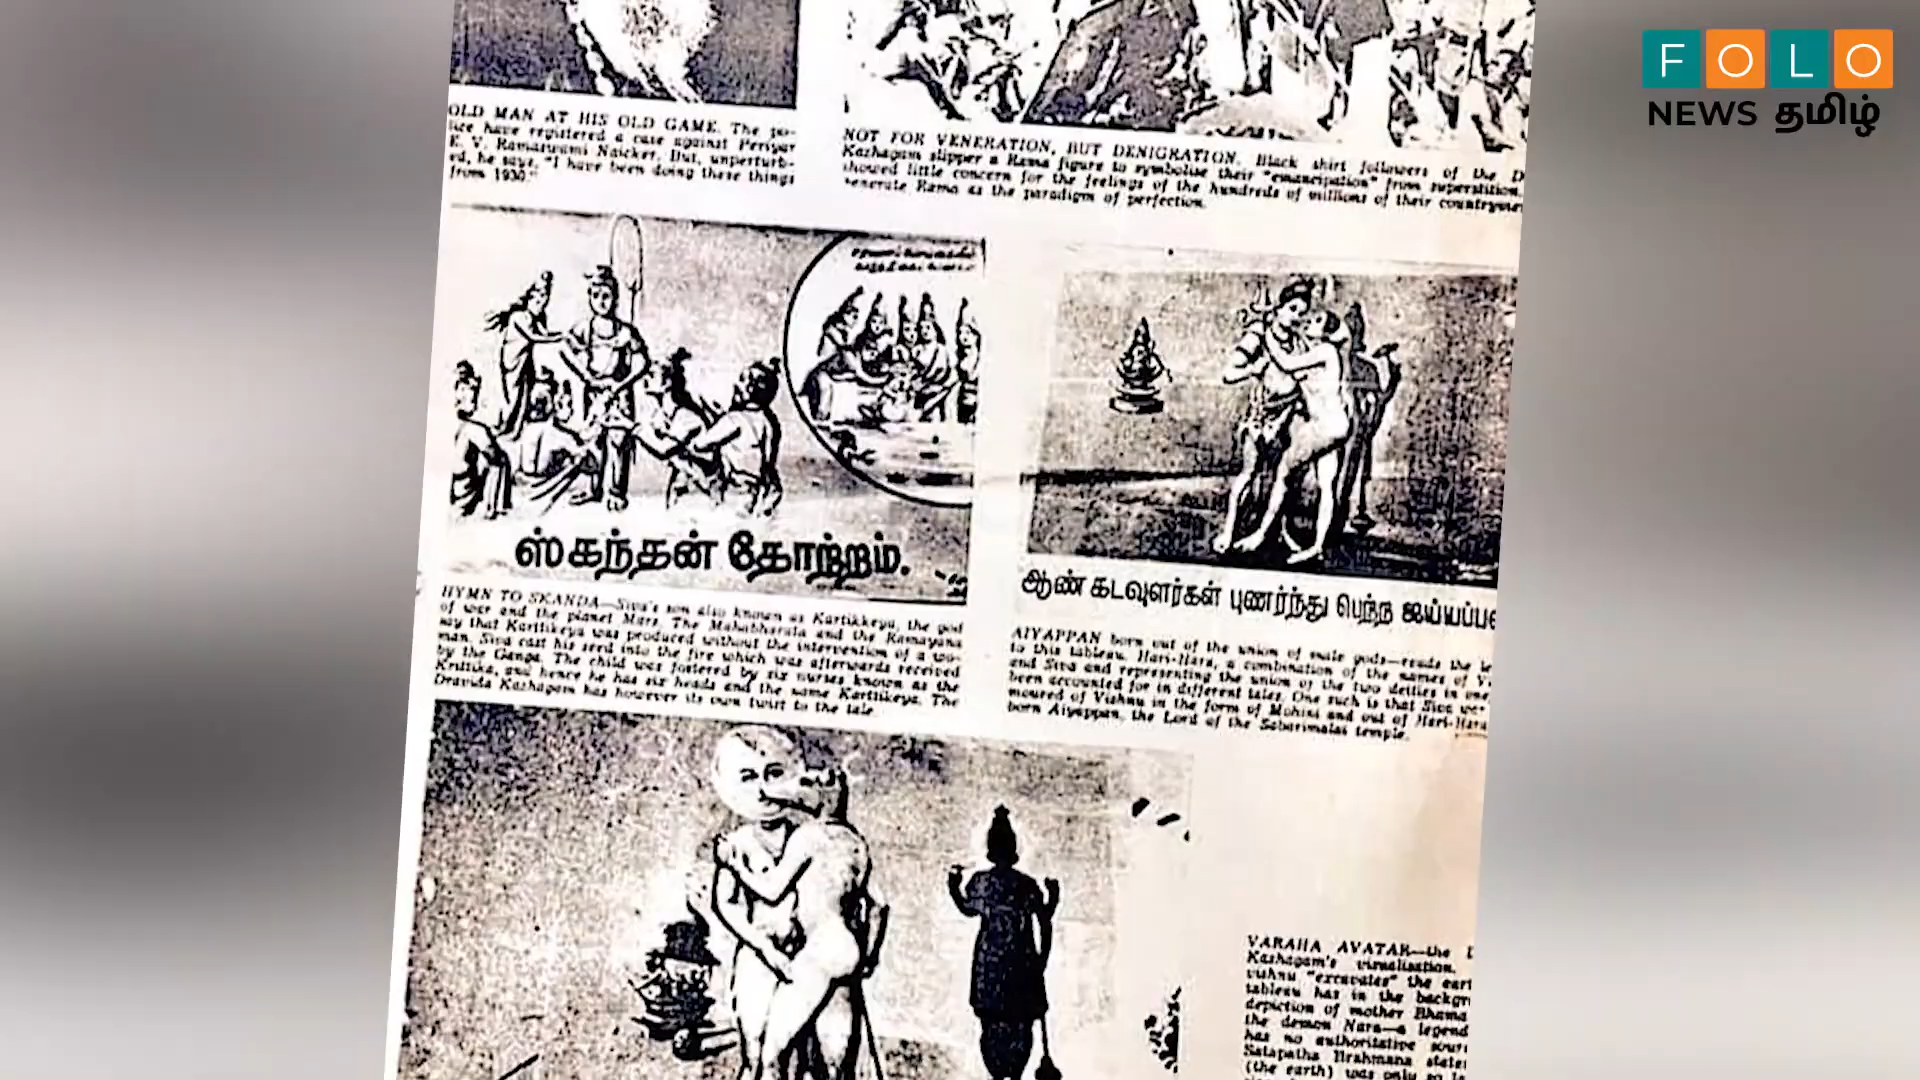 FOLO
NEWS தமிழ்
OLD MAN AT HIS OLD GAME. The po-
lice have registered a case against Periyar
E. V. Ramaswami Naicker. But, unperturb-
ed, he says, "I have been doing these things
from 1930."
NOT FOR VENERATION, BUT DENIGRATION. Black shirt followers of the D
Kazhagam slipper a Rama figure to symbolise their "emancipation" from superstition.
showed little concern for the feelings of the hundreds of millions of their countrymen
venerate Rama as the paradigm of perfection.
ஸ்கந்தன் தோற்றம்.
HYMN TO SKANDA—Siva's son also known as Kartikkeya, the god
of war and the planet Mars. The Mahabharata and the Ramayana
say that Kartikeya was produced without the intervention of a wo-
man. Siva cast his seed into the fire which was afterwards received
by the Ganga. The child was fostered by six nurses known as the
Krittika, and hence he has six heads and the name Kartikeya. The
Dravida Kazhagam has however its own twist to the tale.
ஆண் கடவுளர்கள் புணர்ந்து பெற்ற ஐய்யப்ப
AIYAPPAN born out of the union of male gods—reads the le
to this tableau. Hari-Hara, a combination of the names of V
and Siva and representing the union of the two deities in one
been accounted for in different tales. One such is that Siva
moured of Vishnu in the form of Mohini and out of Hari-Hara
born Aiyappan, the Lord of the Sabarimalai temple.
VARAHA AVATAR—the D
Kazhagam's visualisation.
vishnu "excavates" the eart
tableau has in the backgr
depiction of mother Bhama
the demon Nara—a legend
has no authoritative sour
Satapatha Brahmana state
(the earth) was only so